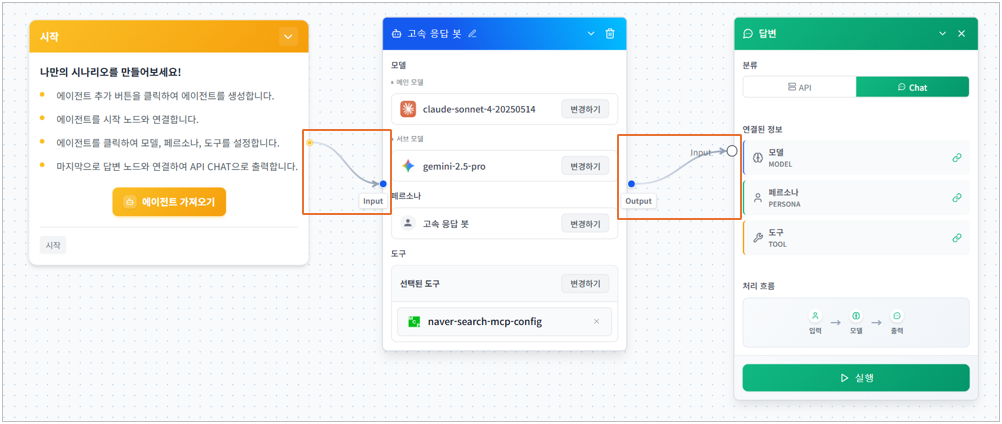 시작
나만의 시나리오를 만들어보세요!
에이전트 추가 버튼을 클릭하여 에이전트를 생성합니다.
에이전트를 시작 노드와 연결합니다.
에이전트를 클릭하여 모델, 페르소나, 도구를 설정합니다.
마지막으로 답변 노드와 연결하여 API CHAT으로 출력합니다.
에이전트 가져오기
시작
고속 응답 봇
모델
메인 모델
claude-sonnet-4-20250514 변경하기
서브 모델
gemini-2.5-pro 변경하기
Input
Output
페르소나
고속 응답 봇 변경하기
도구
선택된 도구 변경하기
naver-search-mcp-config
Input
답변
분류
API Chat
연결된 정보
모델
MODEL
페르소나
PERSONA
도구
TOOL
처리 흐름
입력 모델 출력
실행